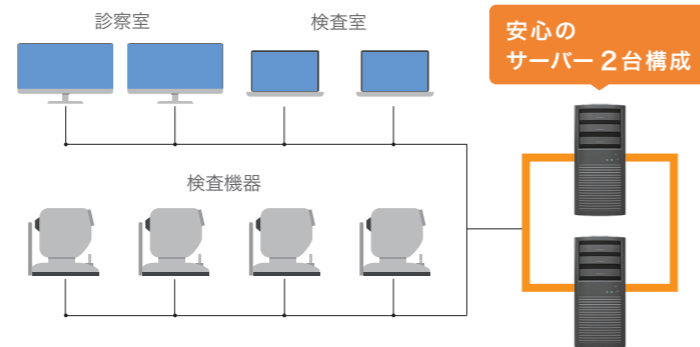 診察室
検査室
安心の
サーバー2台構成
検査機器